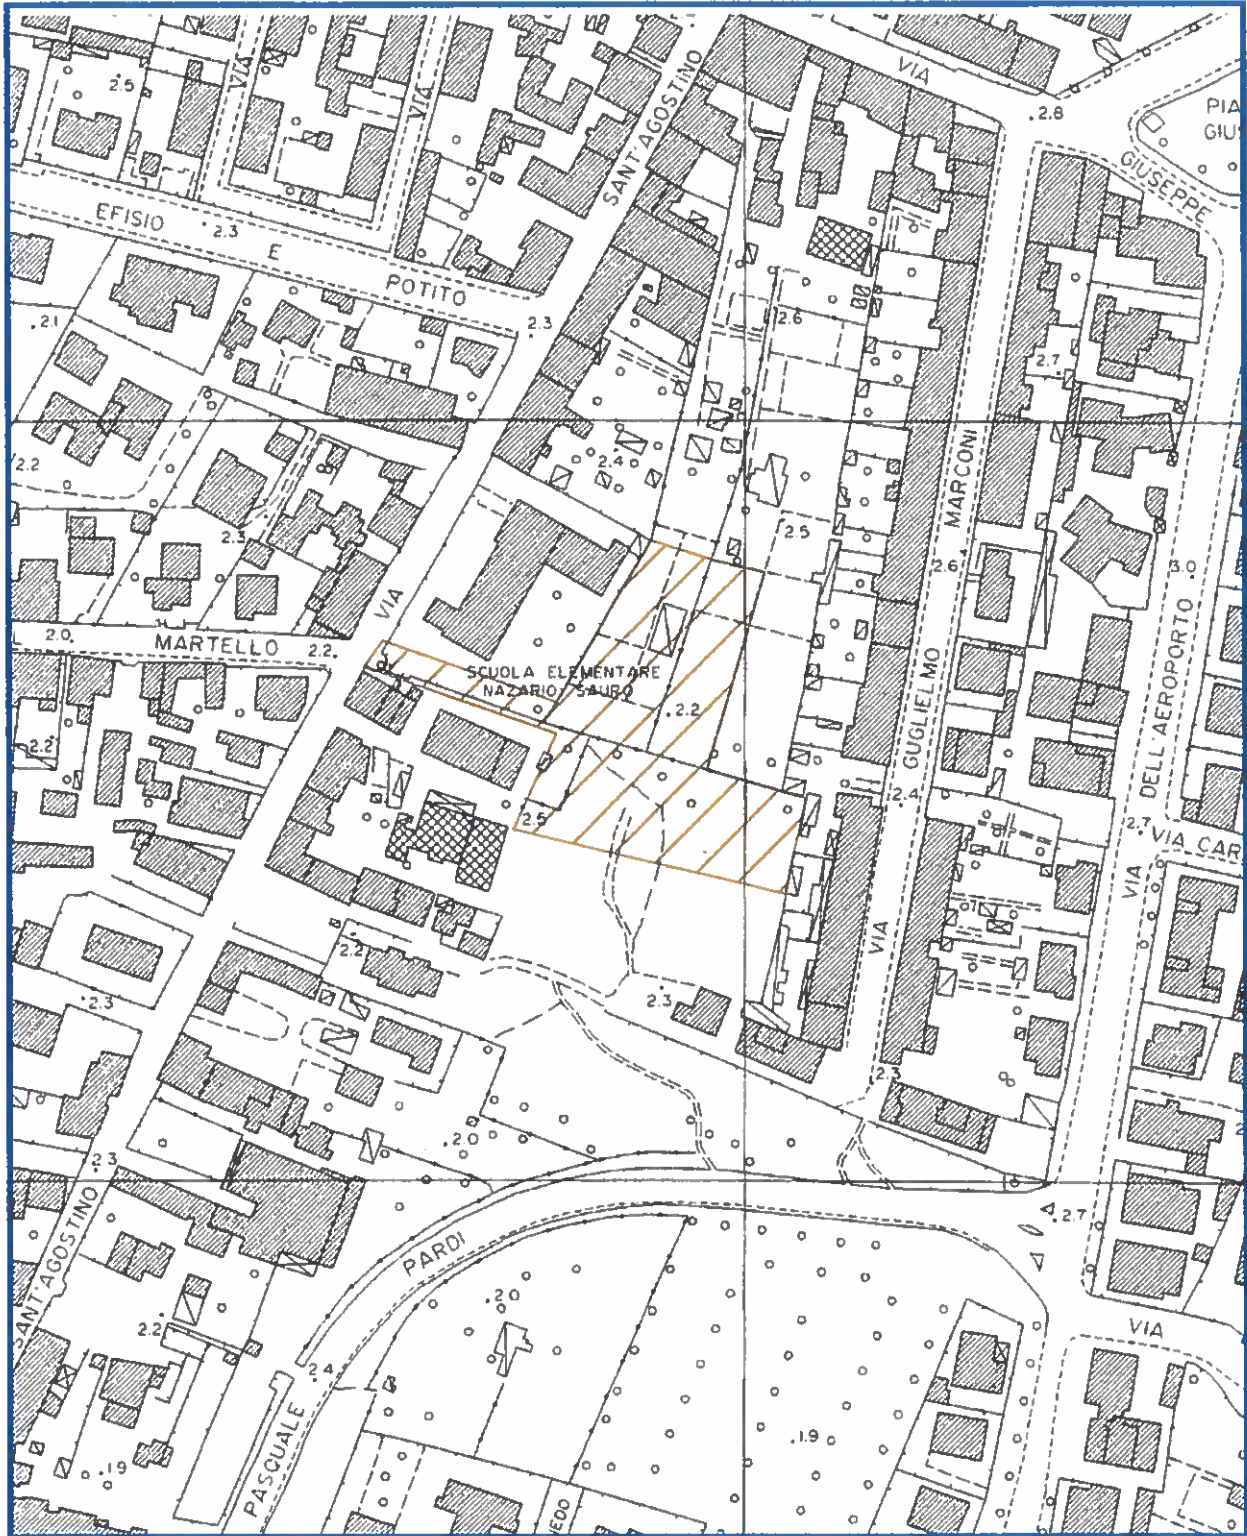 VIA
VIA
VIA
SANT'AGOSTINO
2.8
PIA
GIUS
GIUSEPPE
2.5
EFISIO
E
POTITO
2.3
2.3
2.1
2.6
2.7
2.4
2.2
2.3
2.5
MARCONI
2.6
3.0
VIA
2.0
MARTELLO
2.2
SCUOLA ELEMENTARE
NAZARIO SAURO
2.2
GUGLIELMO
DELL'AEROPORTO
2.2
2.5
2.4
2.7
VIA CAR
VIA
VIA
2.2
2.3
2.3
2.3
2.0
2.3
SANT'AGOSTINO
2.7
PARDI
2.0
VIA
2.2
2.4
PASQUALE
1.9
1.9